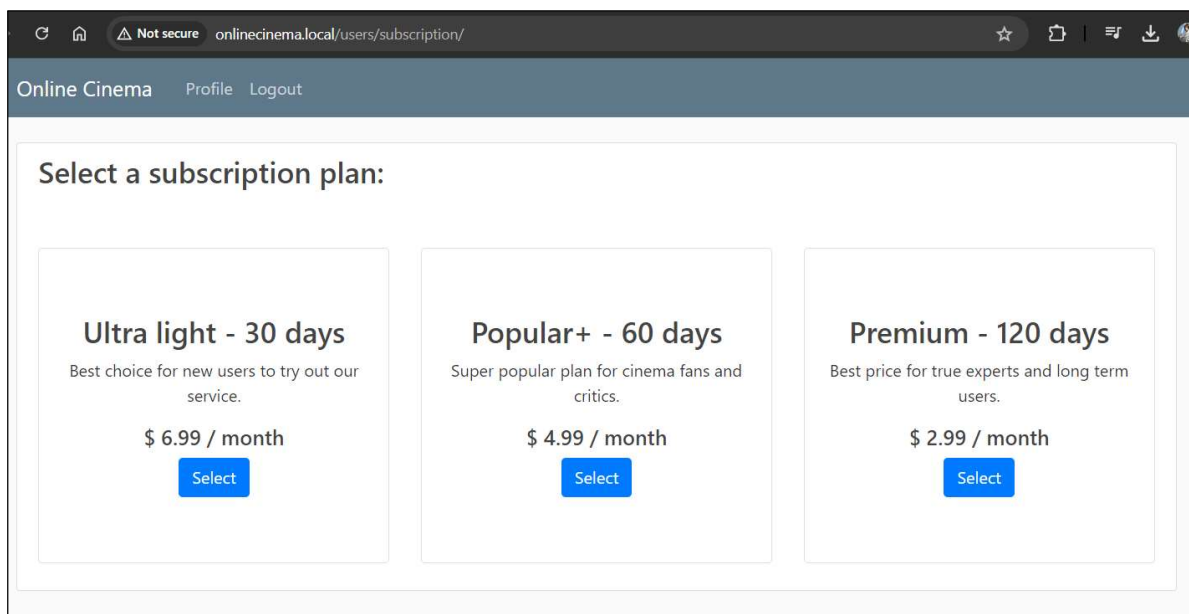 Not secure onlinecinema.local/users/subscription/
Online Cinema Profile Logout
Select a subscription plan:
Ultra light - 30 days
Best choice for new users to try out our
service.
$ 6.99 / month
Select
Popular+ - 60 days
Super popular plan for cinema fans and
critics.
$ 4.99 / month
Select
Premium - 120 days
Best price for true experts and long term
users.
$ 2.99 / month
Select